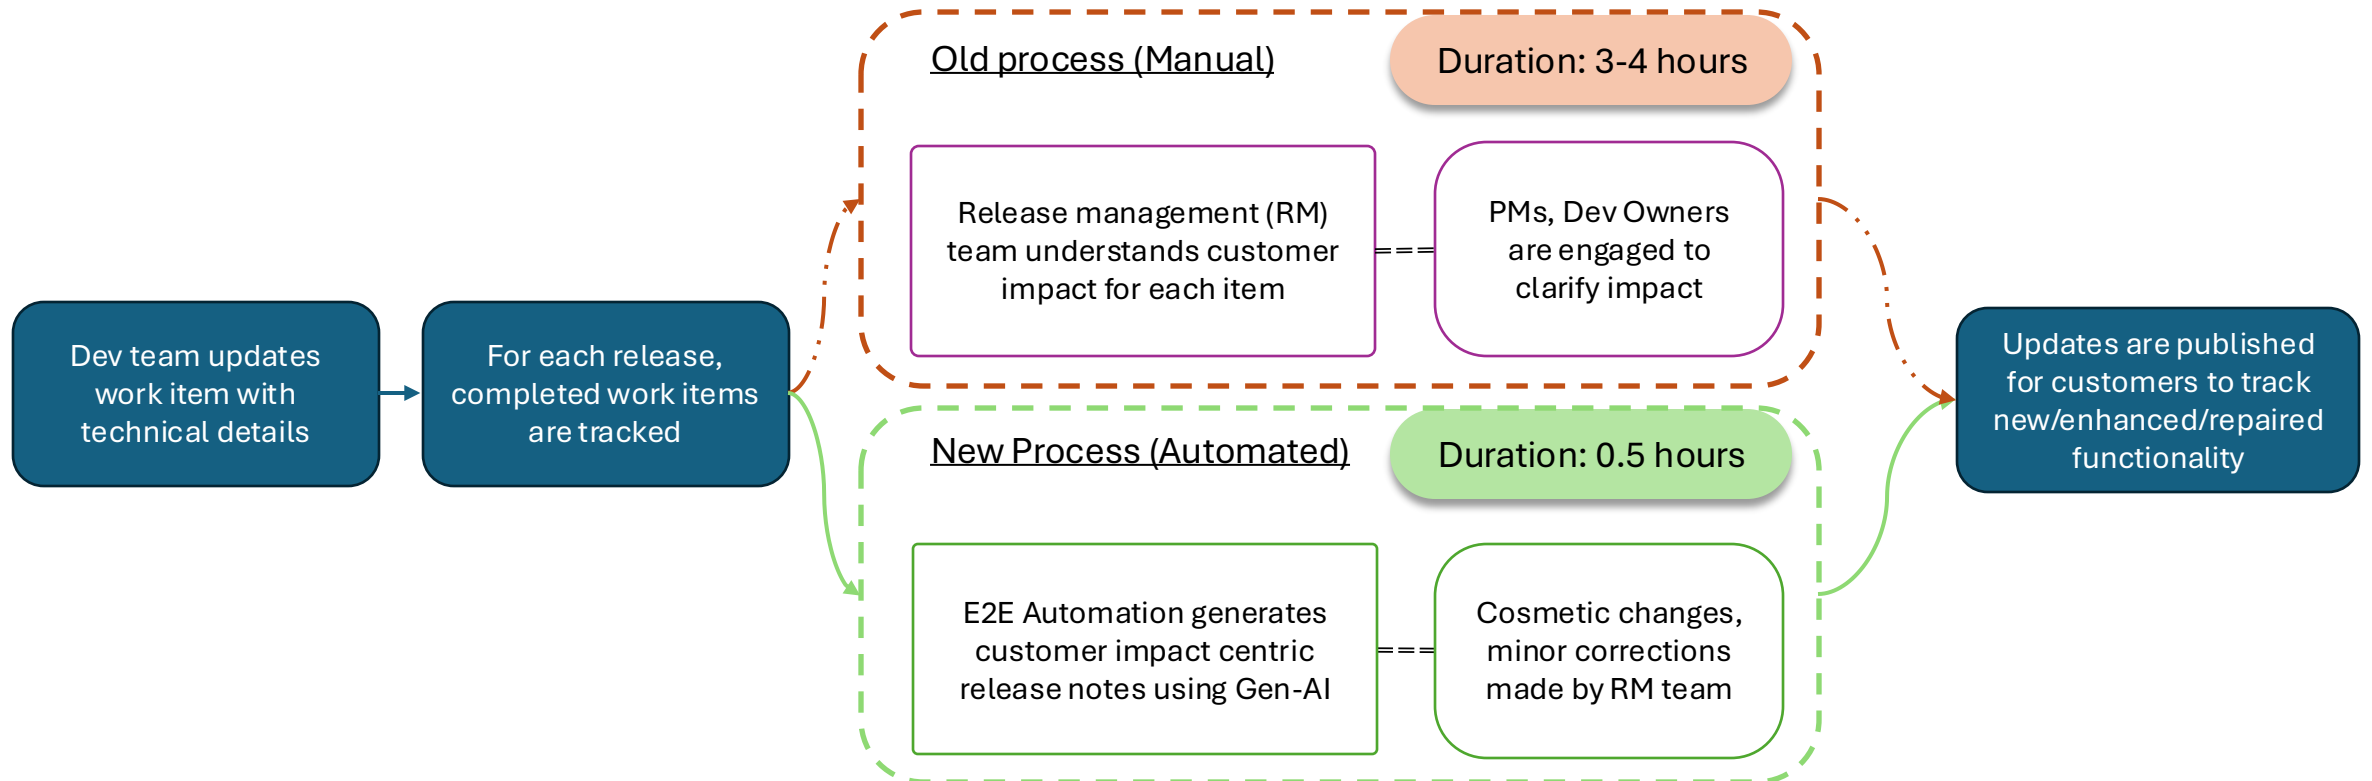 Dev team updates
work item with
technical details
For each release,
completed work items
are tracked
Old process (Manual)
Duration: 3-4 hours
Release management (RM)
team understands customer
impact for each item
PMs, Dev Owners
are engaged to
clarify impact
New Process (Automated)
Duration: 0.5 hours
E2E Automation generates
customer impact centric
release notes using Gen-AI
Cosmetic changes,
minor corrections
made by RM team
Updates are published
for customers to track
new/enhanced/repaired
functionality